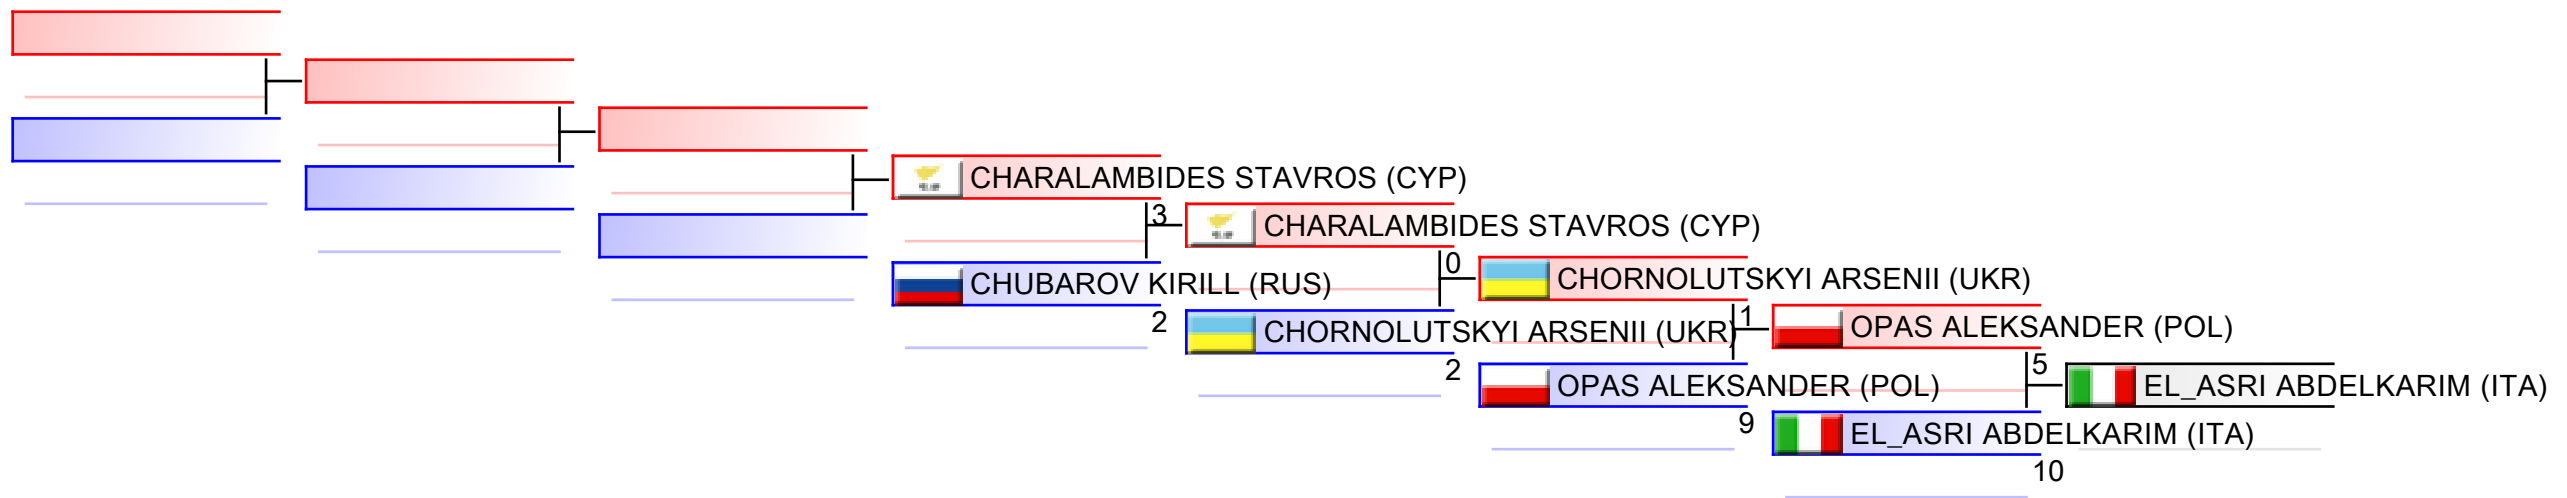 CHARALAMBIDES STAVROS (CYP)
3
CHARALAMBIDES STAVROS (CYP)
CHUBAROV KIRILL (RUS)
2
0
CHORNOLUTSKYI ARSENII (UKR)
CHORNOLUTSKYI ARSENII (UKR)
2
1
OPAS ALEKSANDER (POL)
OPAS ALEKSANDER (POL)
9
5
EL_ASRI ABDELKARIM (ITA)
EL_ASRI ABDELKARIM (ITA)
10